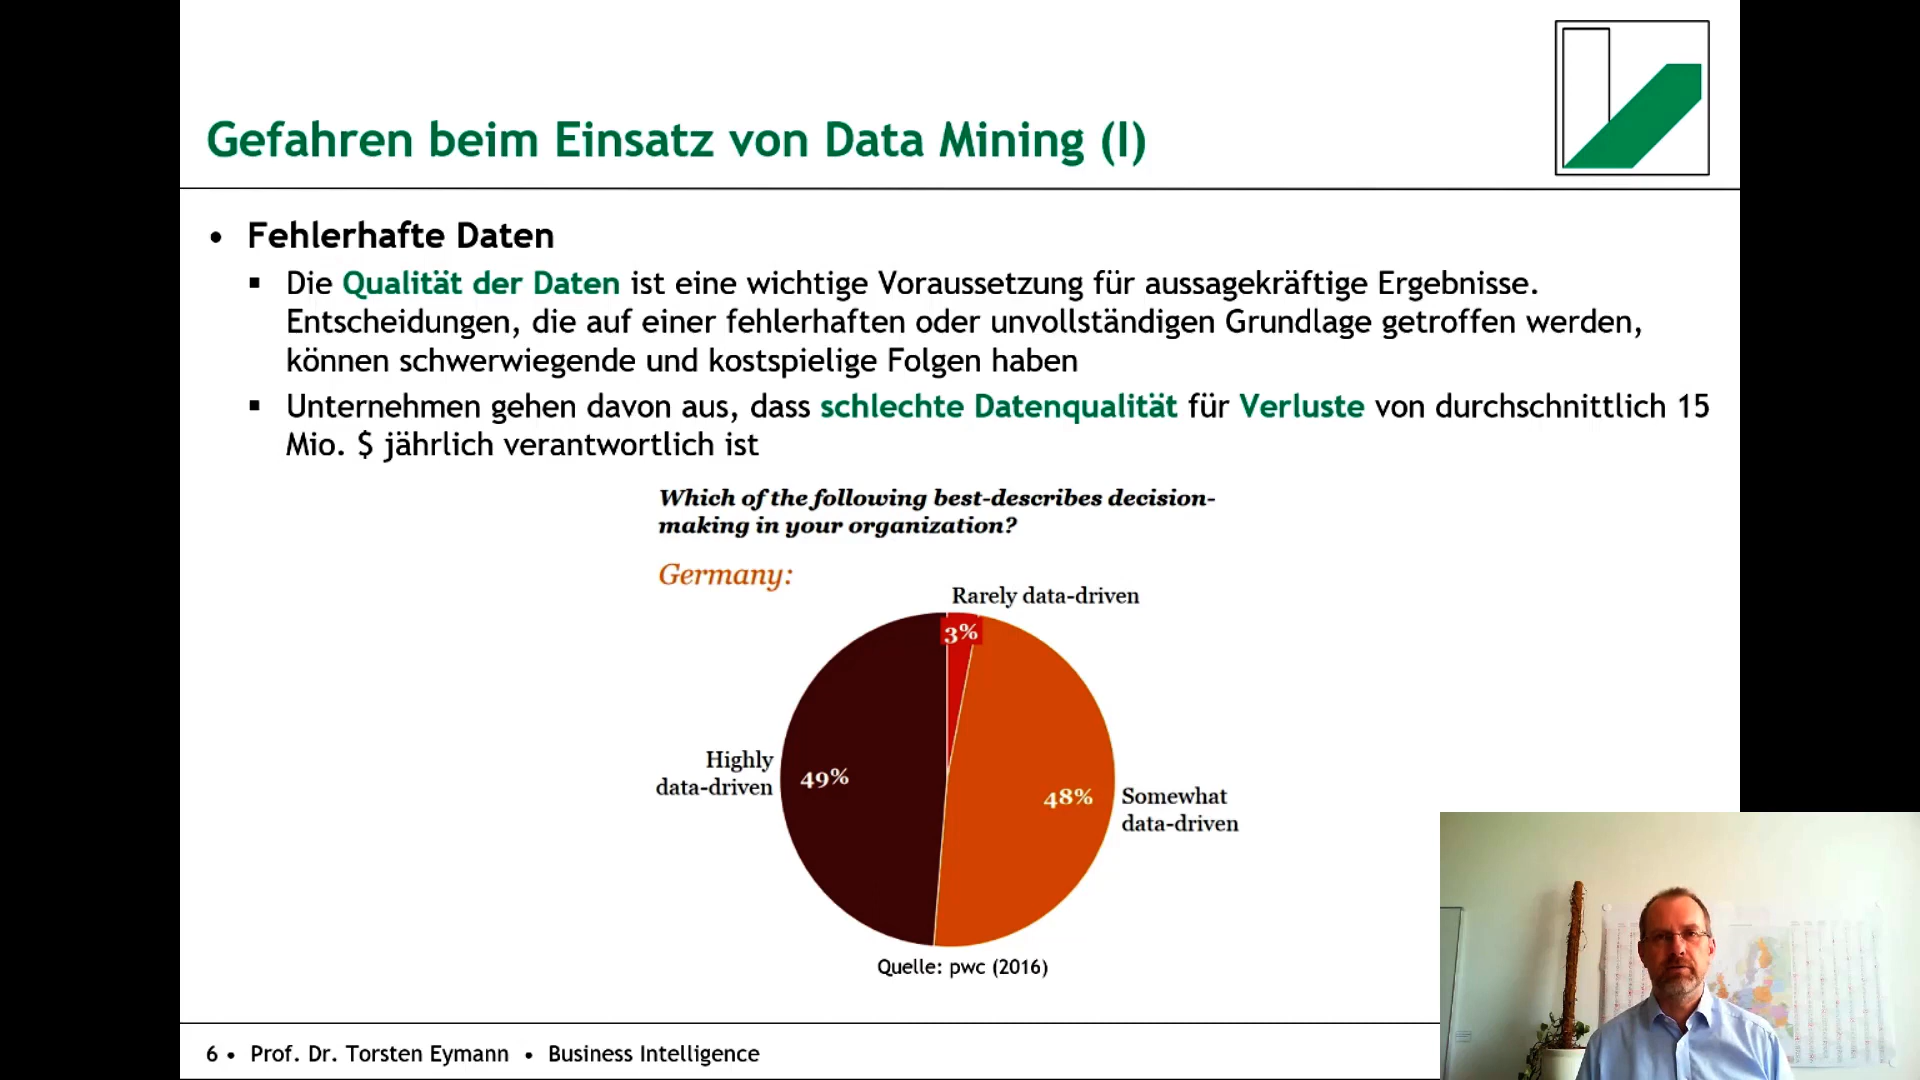 Gefahren beim Einsatz von Data Mining (I)
• Fehlerhafte Daten
▪ Die Qualität der Daten ist eine wichtige Voraussetzung für aussagekräftige Ergebnisse.
Entscheidungen, die auf einer fehlerhaften oder unvollständigen Grundlage getroffen werden,
können schwerwiegende und kostspielige Folgen haben
▪ Unternehmen gehen davon aus, dass schlechte Datenqualität für Verluste von durchschnittlich 15
Mio. $ jährlich verantwortlich ist
Which of the following best-describes decision-
making in your organization?
Germany:
Rarely data-driven
3%
Highly
data-driven
49%
48%
Somewhat
data-driven
Quelle: pwc (2016)
6 • Prof. Dr. Torsten Eymann • Business Intelligence